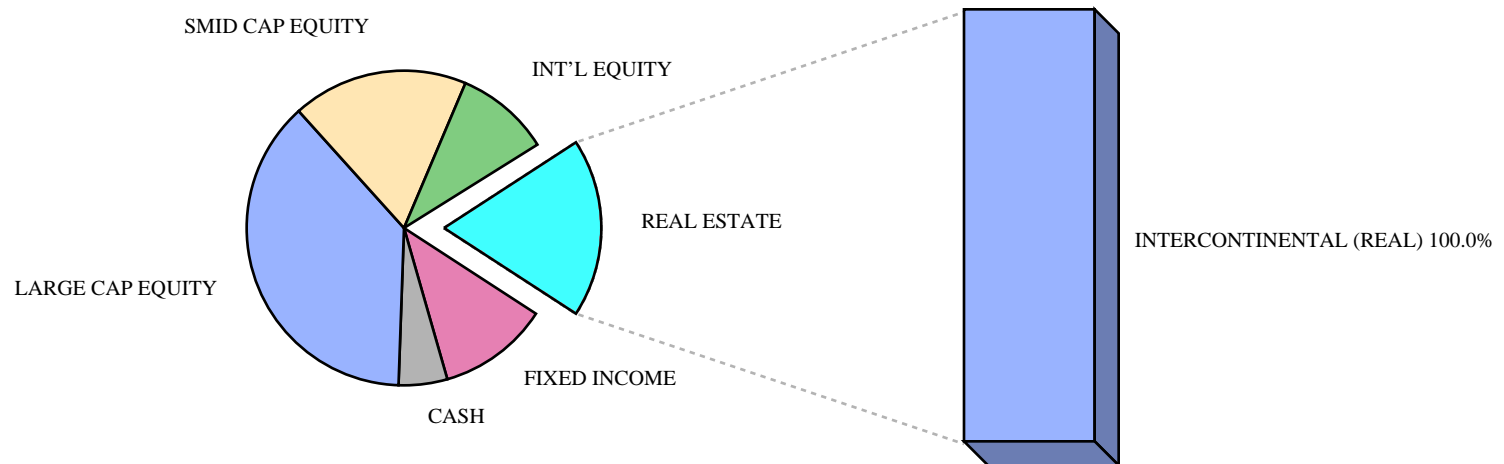 SMID CAP EQUITY
INT'L EQUITY
REAL ESTATE
INTERCONTINENTAL (REAL) 100.0%
LARGE CAP EQUITY
FIXED INCOME
CASH